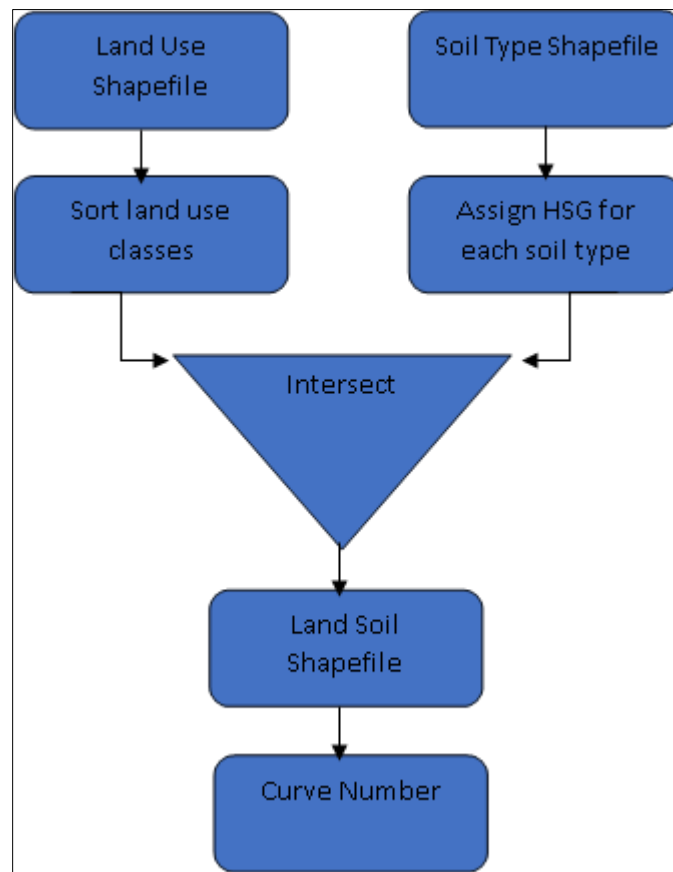 Land Use
Shapefile
Soil Type Shapefile
Sort land use
classes
Assign HSG for
each soil type
Intersect
Land Soil
Shapefile
Curve Number